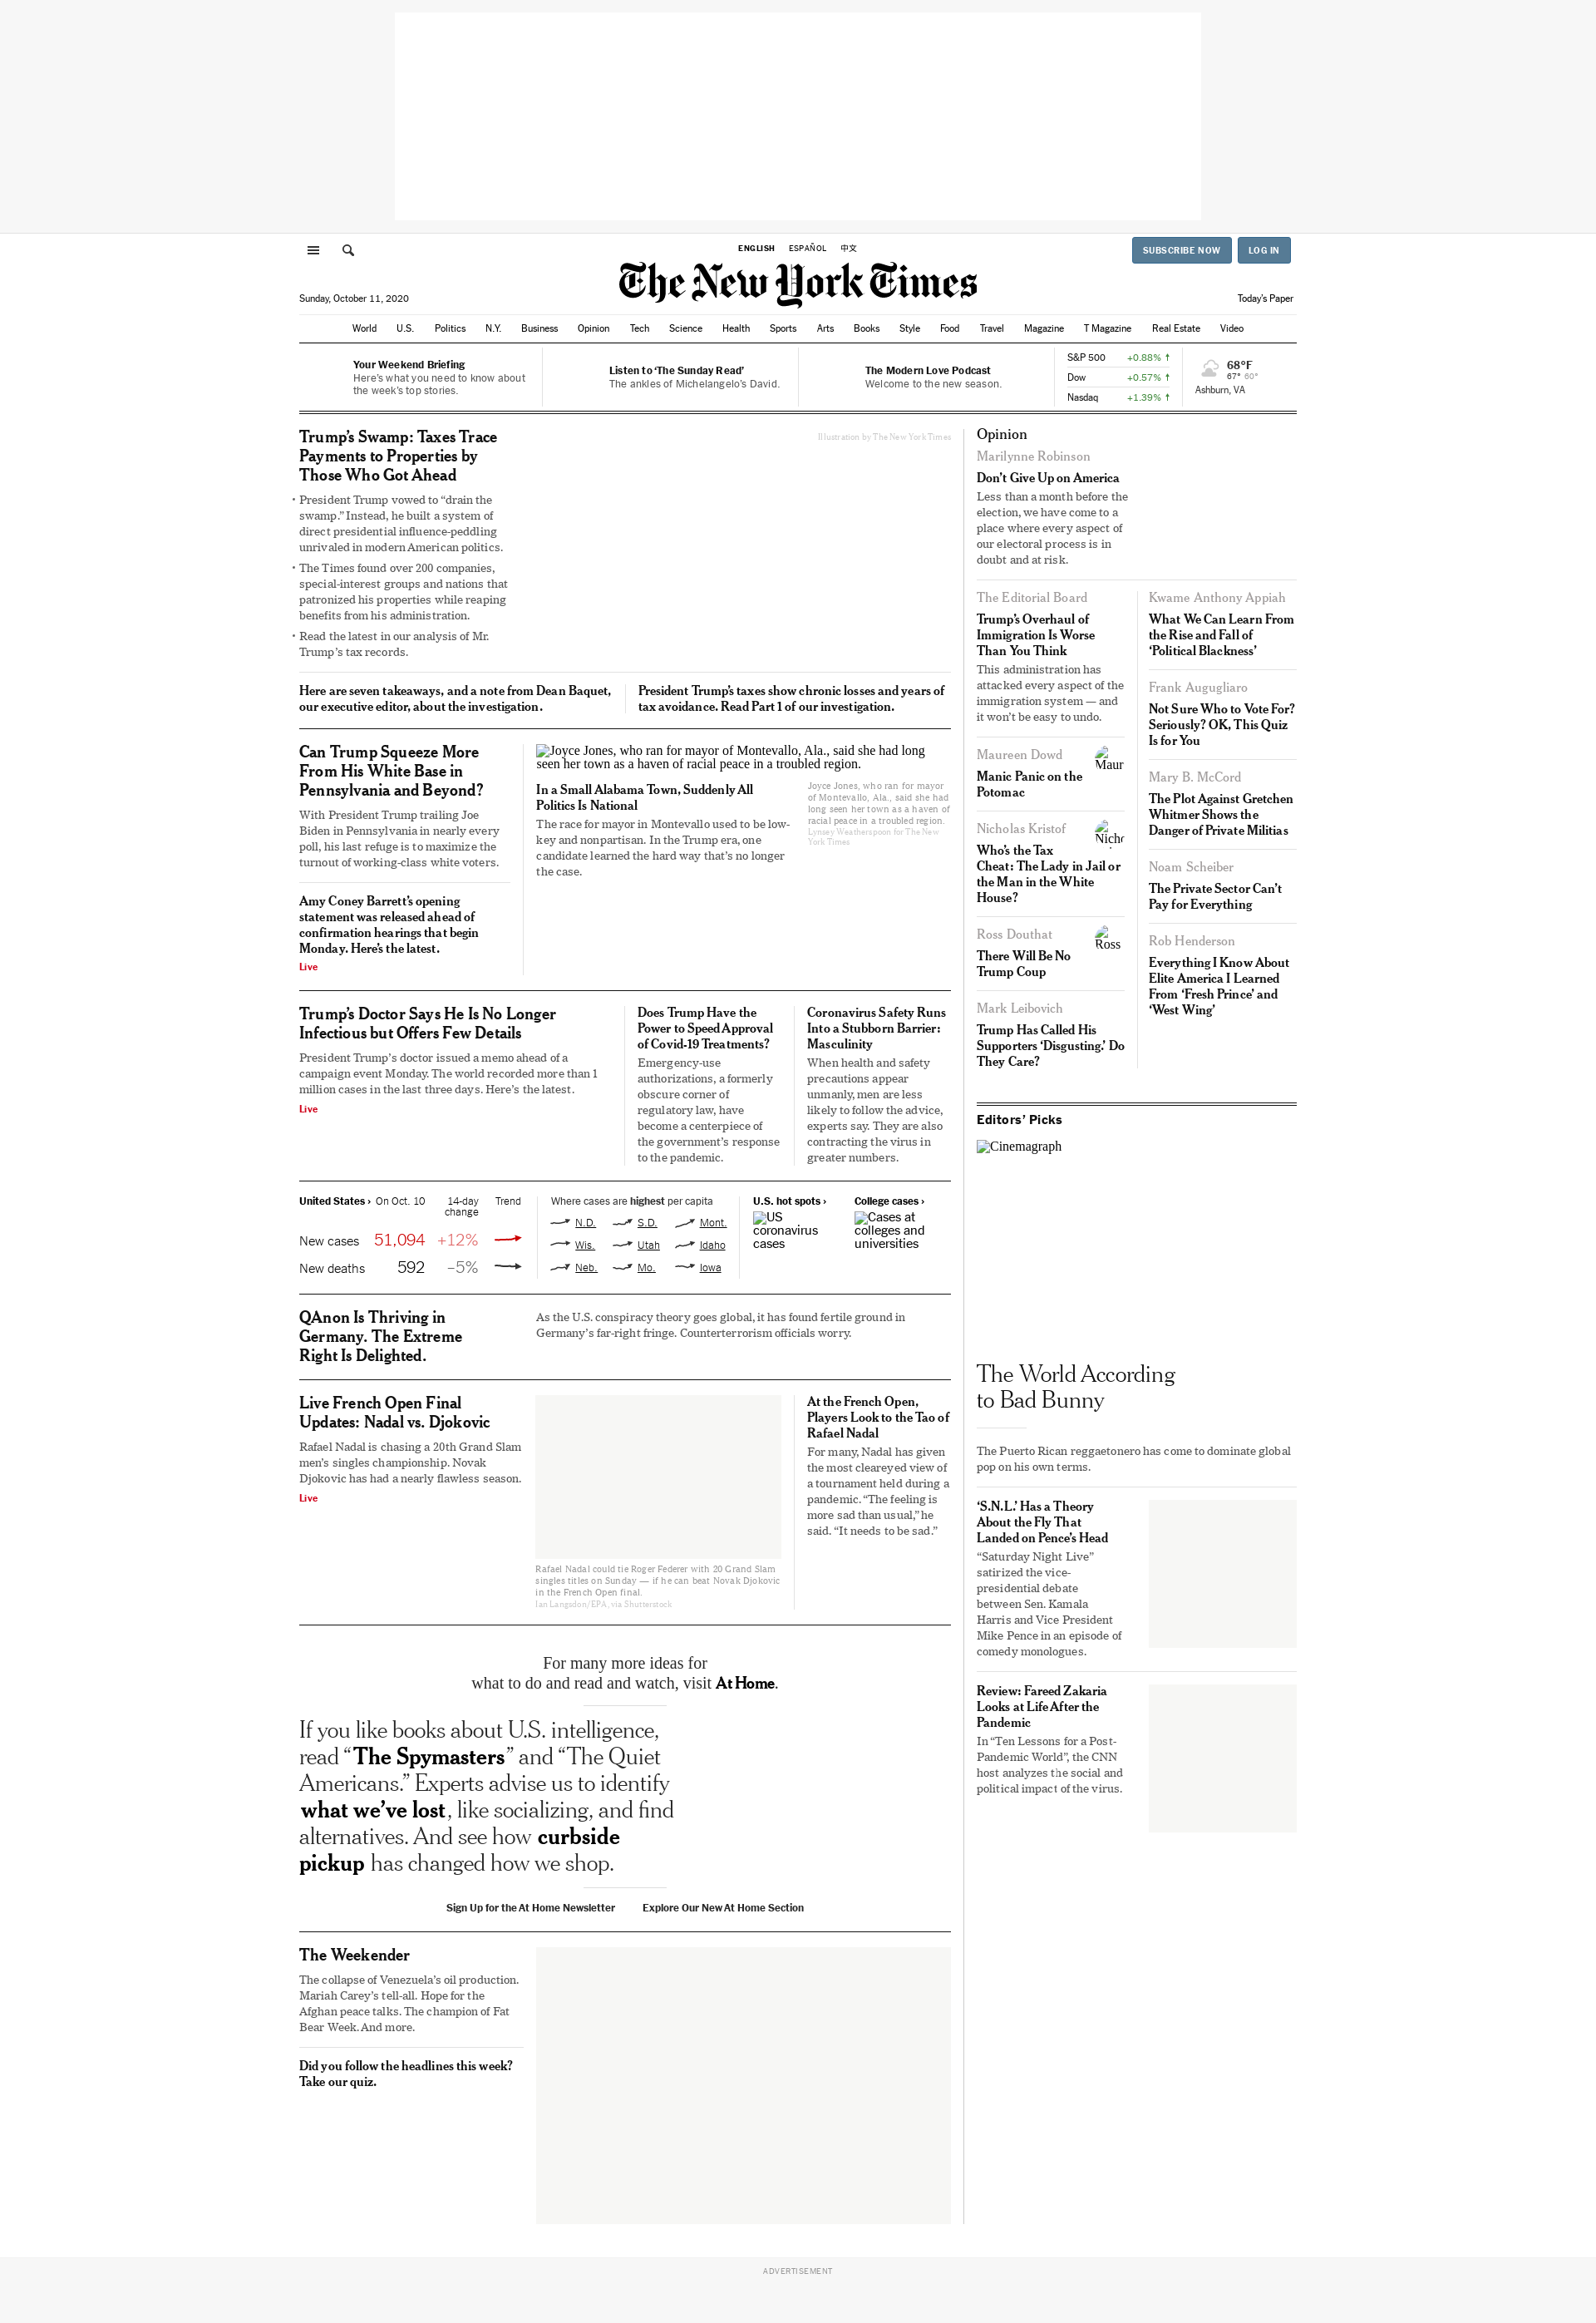 ENGLISH ESPAÑOL 中文
SUBSCRIBE NOW
LOG IN
The New York Times
Sunday, October 11, 2020
Today's Paper
World U.S. Politics N.Y. Business Opinion Tech Science Health Sports Arts Books Style Food Travel Magazine T Magazine Real Estate Video
Your Weekend Briefing
Here's what you need to know about
the week's top stories.
Listen to ‘The Sunday Read’
The ankles of Michelangelo's David.
The Modern Love Podcast
Welcome to the new season.
S&P 500 +0.88% ↑
Dow +0.57% ↑
Nasdaq +1.39% ↑
68°F
67° 60°
Ashburn, VA
Trump’s Swamp: Taxes Trace
Payments to Properties by
Those Who Got Ahead
• President Trump vowed to “drain the
swamp.” Instead, he built a system of
direct presidential influence-peddling
unrivaled in modern American politics.
• The Times found over 200 companies,
special-interest groups and nations that
patronized his properties while reaping
benefits from his administration.
• Read the latest in our analysis of Mr.
Trump’s tax records.
Illustration by The New York Times
Here are seven takeaways, and a note from Dean Baquet,
our executive editor, about the investigation.
President Trump’s taxes show chronic losses and years of
tax avoidance. Read Part 1 of our investigation.
Can Trump Squeeze More
From His White Base in
Pennsylvania and Beyond?
With President Trump trailing Joe
Biden in Pennsylvania in nearly every
poll, his last refuge is to maximize the
turnout of working-class white voters.
Amy Coney Barrett’s opening
statement was released ahead of
confirmation hearings that begin
Monday. Here’s the latest.
Live
Joyce Jones, who ran for mayor of Montevallo, Ala., said she had long
seen her town as a haven of racial peace in a troubled region.
In a Small Alabama Town, Suddenly All
Politics Is National
The race for mayor in Montevallo used to be low-
key and nonpartisan. In the Trump era, one
candidate learned the hard way that’s no longer
the case.
Joyce Jones, who ran for mayor
of Montevallo, Ala., said she had
long seen her town as a haven of
racial peace in a troubled region.
Lynsey Weatherspoon for The New
York Times
Trump’s Doctor Says He Is No Longer
Infectious but Offers Few Details
President Trump’s doctor issued a memo ahead of a
campaign event Monday. The world recorded more than 1
million cases in the last three days. Here’s the latest.
Live
Does Trump Have the
Power to Speed Approval
of Covid-19 Treatments?
Emergency-use
authorizations, a formerly
obscure corner of
regulatory law, have
become a centerpiece of
the government’s response
to the pandemic.
Coronavirus Safety Runs
Into a Stubborn Barrier:
Masculinity
When health and safety
precautions appear
unmanly, men are less
likely to follow the advice,
experts say. They are also
contracting the virus in
greater numbers.
United States › On Oct. 10 14-day
change Trend
New cases 51,094 +12%
New deaths 592 –5%
Where cases are highest per capita
N.D. S.D. Mont.
Wis. Utah Idaho
Neb. Mo. Iowa
U.S. hot spots ›
US
coronavirus
cases
College cases ›
Cases at
colleges and
universities
QAnon Is Thriving in
Germany. The Extreme
Right Is Delighted.
As the U.S. conspiracy theory goes global, it has found fertile ground in
Germany’s far-right fringe. Counterterrorism officials worry.
Live French Open Final
Updates: Nadal vs. Djokovic
Rafael Nadal is chasing a 20th Grand Slam
men’s singles championship. Novak
Djokovic has had a nearly flawless season.
Live
Rafael Nadal could tie Roger Federer with 20 Grand Slam
singles titles on Sunday — if he can beat Novak Djokovic
in the French Open final.
Ian Langsdon/EPA, via Shutterstock
At the French Open,
Players Look to the Tao of
Rafael Nadal
For many, Nadal has given
the most cleareyed view of
a tournament held during a
pandemic. “The feeling is
more sad than usual,” he
said. “It needs to be sad.”
For many more ideas for
what to do and read and watch, visit At Home.
If you like books about U.S. intelligence,
read “The Spymasters” and “The Quiet
Americans.” Experts advise us to identify
what we’ve lost, like socializing, and find
alternatives. And see how curbside
pickup has changed how we shop.
Sign Up for the At Home Newsletter
Explore Our New At Home Section
The Weekender
The collapse of Venezuela’s oil production.
Mariah Carey’s tell-all. Hope for the
Afghan peace talks. The champion of Fat
Bear Week. And more.
Did you follow the headlines this week?
Take our quiz.
Opinion
Marilynne Robinson
Don’t Give Up on America
Less than a month before the
election, we have come to a
place where every aspect of
our electoral process is in
doubt and at risk.
The Editorial Board
Trump’s Overhaul of
Immigration Is Worse
Than You Think
This administration has
attacked every aspect of the
immigration system — and
it won’t be easy to undo.
Maureen Dowd
Maur
Manic Panic on the
Potomac
Nicholas Kristof
Nicho
Who’s the Tax
Cheat: The Lady in Jail or
the Man in the White
House?
Ross Douthat
Ross
There Will Be No
Trump Coup
Mark Leibovich
Trump Has Called His
Supporters ‘Disgusting.’ Do
They Care?
Kwame Anthony Appiah
What We Can Learn From
the Rise and Fall of
‘Political Blackness’
Frank Augugliaro
Not Sure Who to Vote For?
Seriously? OK, This Quiz
Is for You
Mary B. McCord
The Plot Against Gretchen
Whitmer Shows the
Danger of Private Militias
Noam Scheiber
The Private Sector Can’t
Pay for Everything
Rob Henderson
Everything I Know About
Elite America I Learned
From ‘Fresh Prince’ and
‘West Wing’
Editors’ Picks
Cinemagraph
The World According
to Bad Bunny
The Puerto Rican reggaetonero has come to dominate global
pop on his own terms.
‘S.N.L.’ Has a Theory
About the Fly That
Landed on Pence’s Head
“Saturday Night Live”
satirized the vice-
presidential debate
between Sen. Kamala
Harris and Vice President
Mike Pence in an episode of
comedy monologues.
Review: Fareed Zakaria
Looks at Life After the
Pandemic
In “Ten Lessons for a Post-
Pandemic World”, the CNN
host analyzes the social and
political impact of the virus.
ADVERTISEMENT